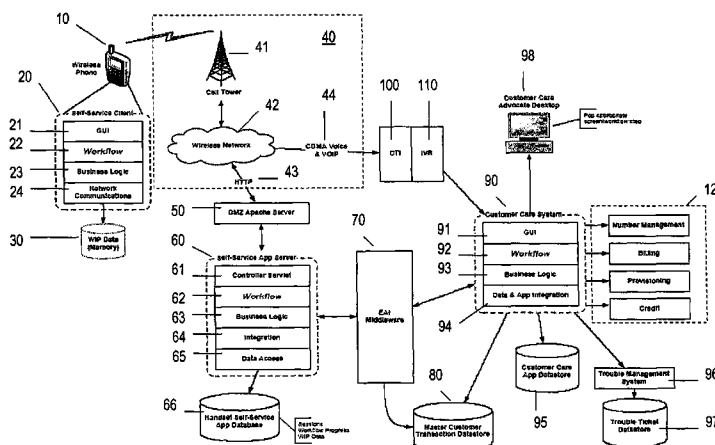 10
Wireless
Phone
41
40
Cell Tower
98
Customer Care
Advocate Desktop
Pop appropriate
screen/workflow step
20
Self-Service Client
21
GUI
22
Workflow
23
Business Logic
24
Network
Communications
30
WIP Data
(Memory)
42
Wireless Network
44
CDMA Voice
& VOIP
HTTP
43
100
110
CTI
IVR
50
DMZ Apache Server
60
Self-Service App Server
61
Controller Servlet
62
Workflow
63
Business Logic
64
Integration
65
Data Access
66
Handset Self-Service
App Database
Sessions
Workflow Progress
WIP Data
70
EAI
Middleware
80
Master Customer
Transaction Datastore
90
Customer Care System
91
GUI
92
Workflow
93
Business Logic
94
Data & App Integration
12
Number Management
Billing
Provisioning
Credit
Customer Care
App Datastore
95
Trouble Management
System
96
Trouble Ticket
Datastore
97